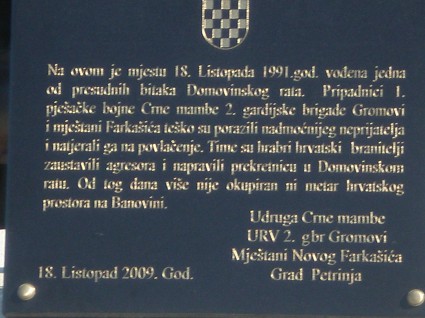 Na ovom je mjestu 18. Listopada 1991.god. vođena jedna
od presudnih bitaka Domovinskog rata. Pripadnici 1.
pješačke bojne Crne mambe 2. gardijske brigade Gromovi
i mještani Farkašića teško su porazili nadmoćnijeg neprijatelja
i natjerali ga na povlačenje. Time su hrabri hrvatski branitelji
zaustavili agresora i napravili prekretnicu u Domovinskom
ratu. Od tog dana više nije okupiran ni metar hrvatskog
prostora na Banovini.
Udruga Crne mambe
URV 2. gbr Gromovi
Mještani Novog Farkašića
18. Listopad 2009. God. Grad Petrinja